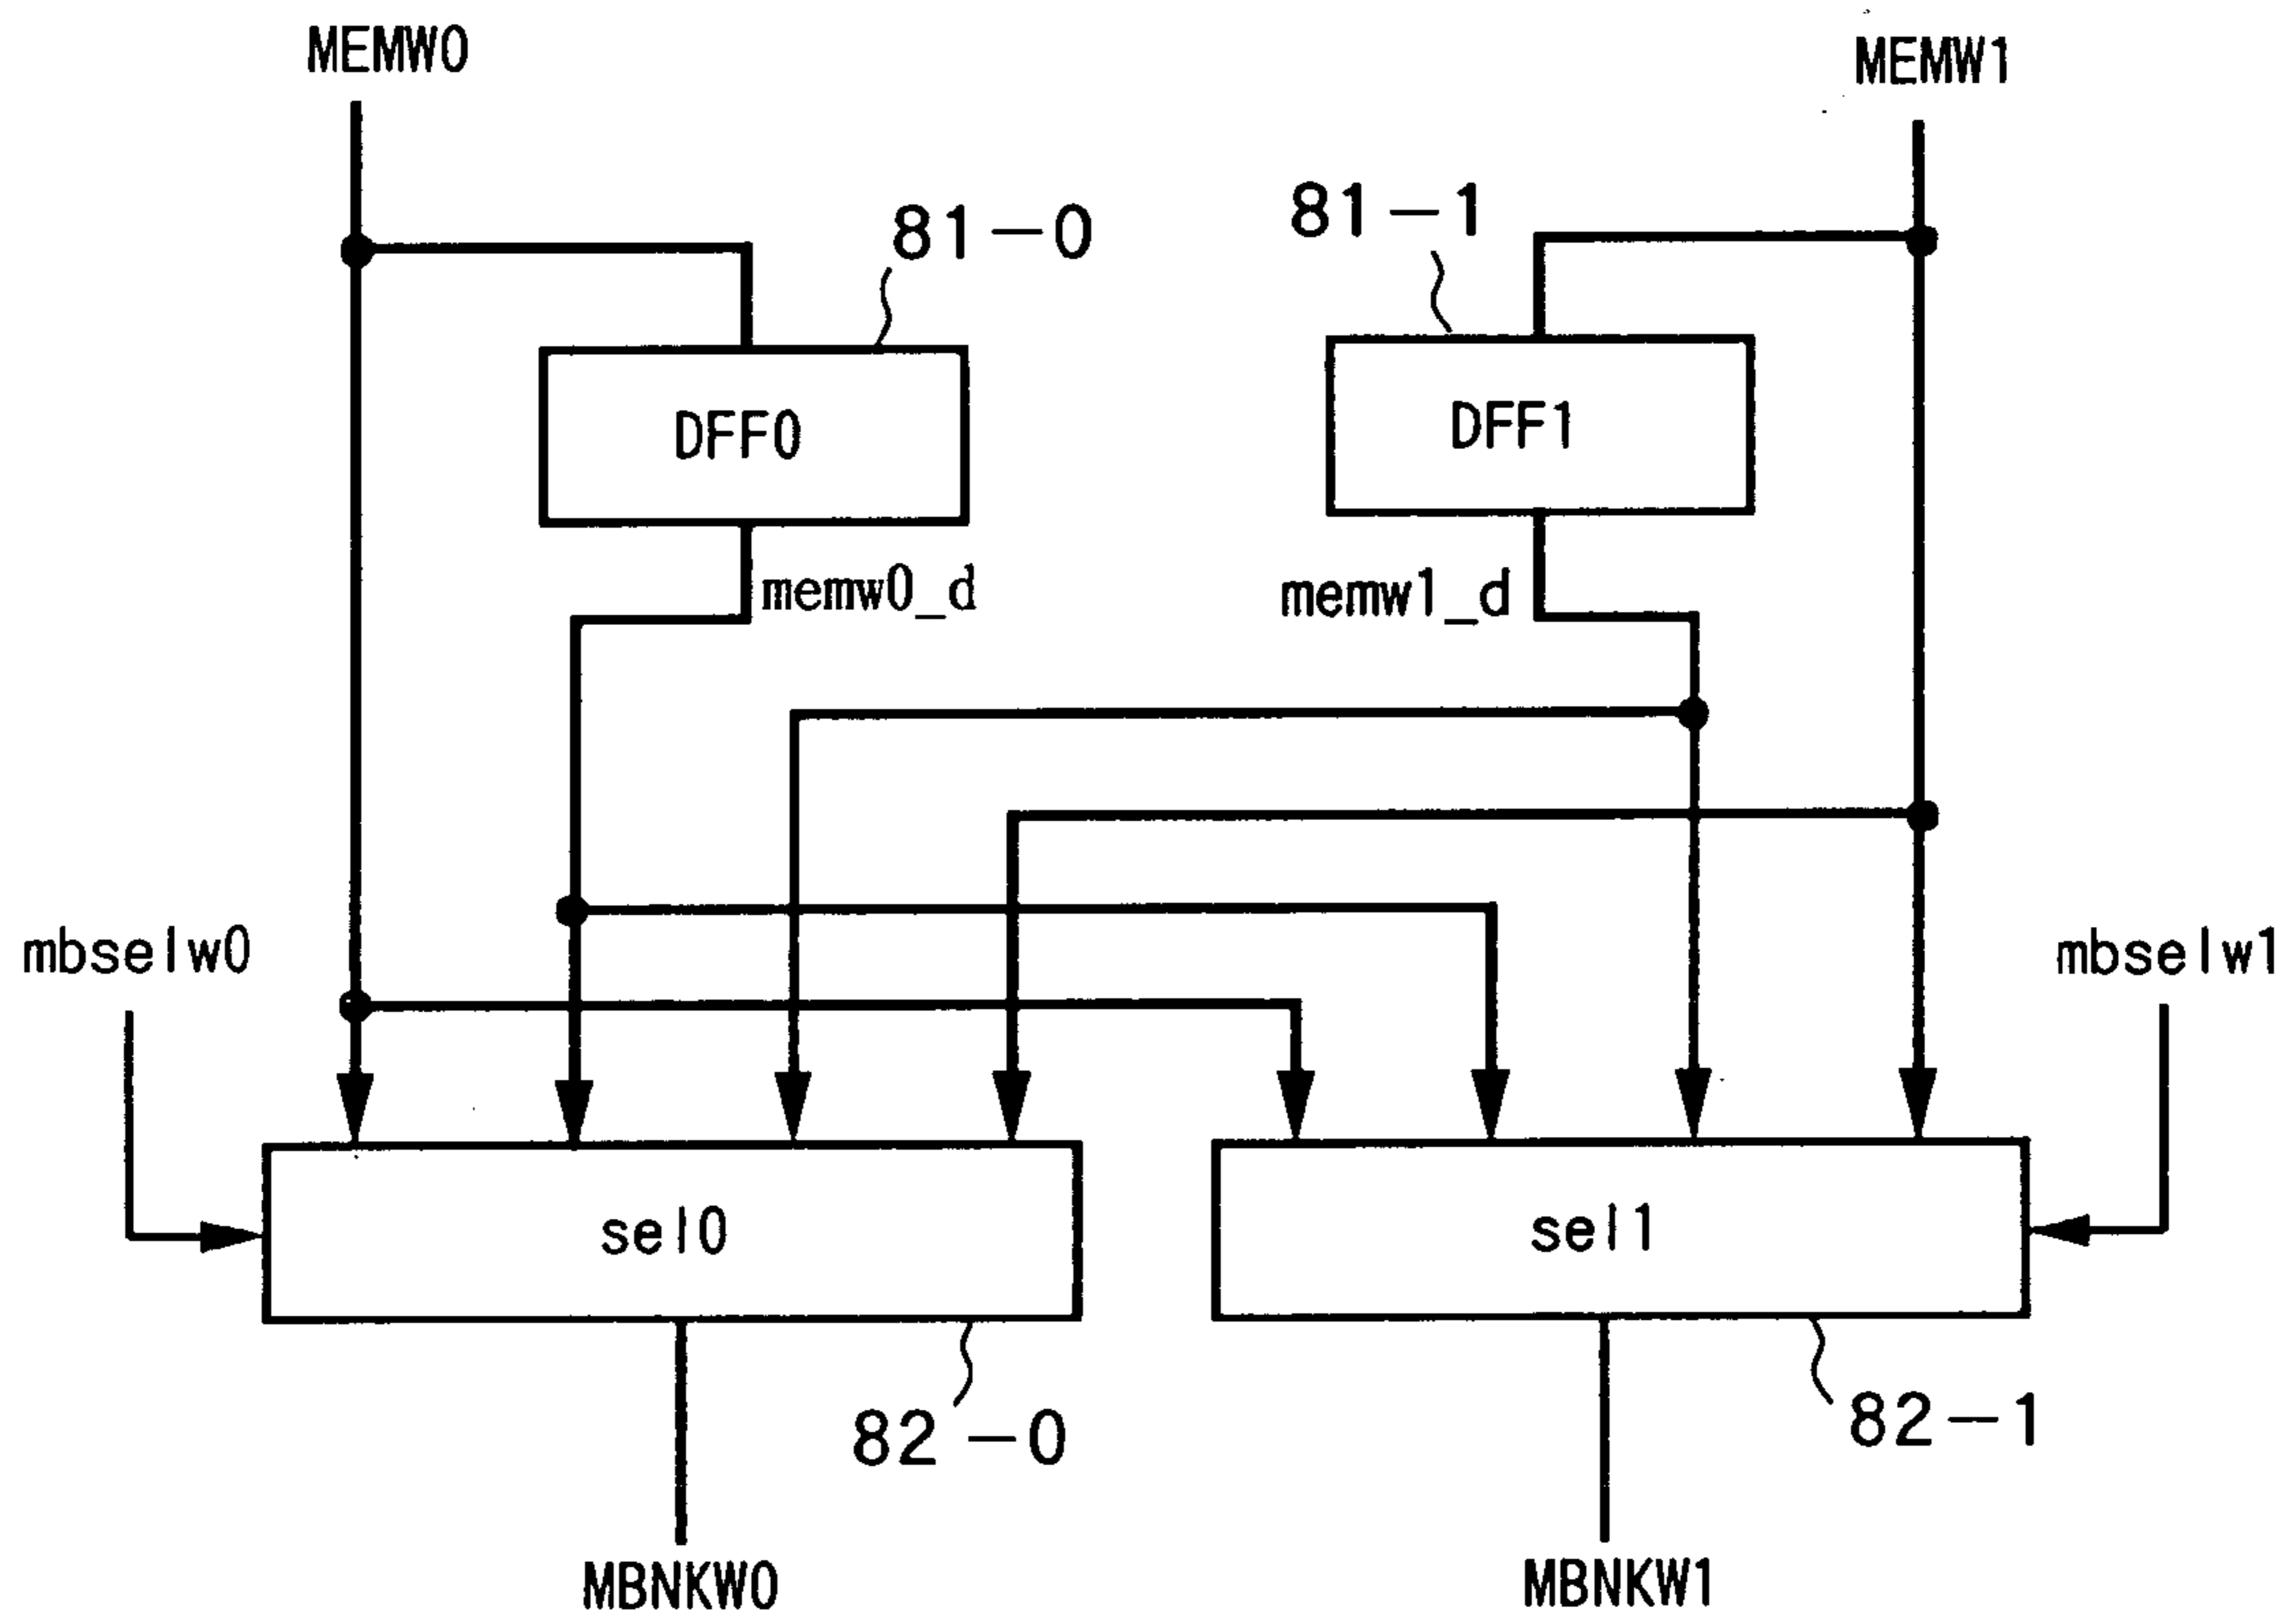 MEMW0
MEMW1
81-0
81-1
DFF0
DFF1
memw0_d
memw1_d
mbselw0
mbselw1
sel0
sel1
82-0
82-1
MBNKW0
MBNKW1